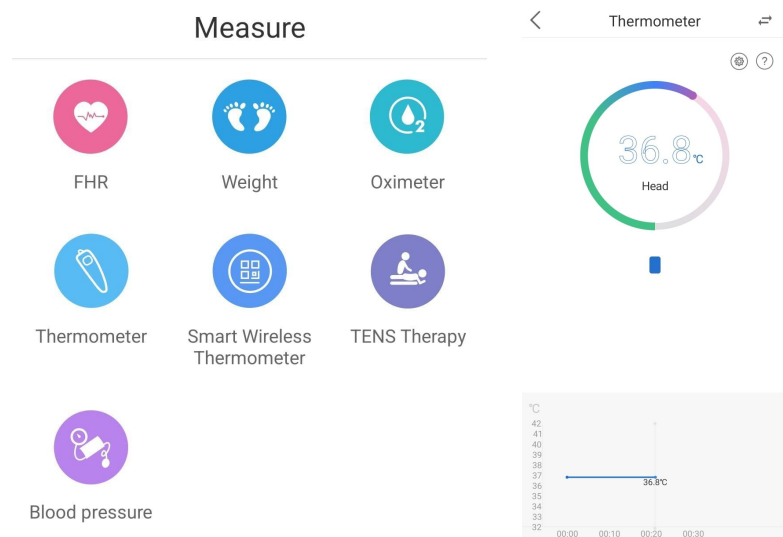 Measure
FHR
Weight
Oximeter
2
Thermometer
Smart Wireless
Thermometer
TENS Therapy
Blood pressure
Thermometer
?
36.8 ℃
Head
℃
42
41
40
39
38
37
36
35
34
33
32
36.8℃
00:00 00:10 00:20 00:30